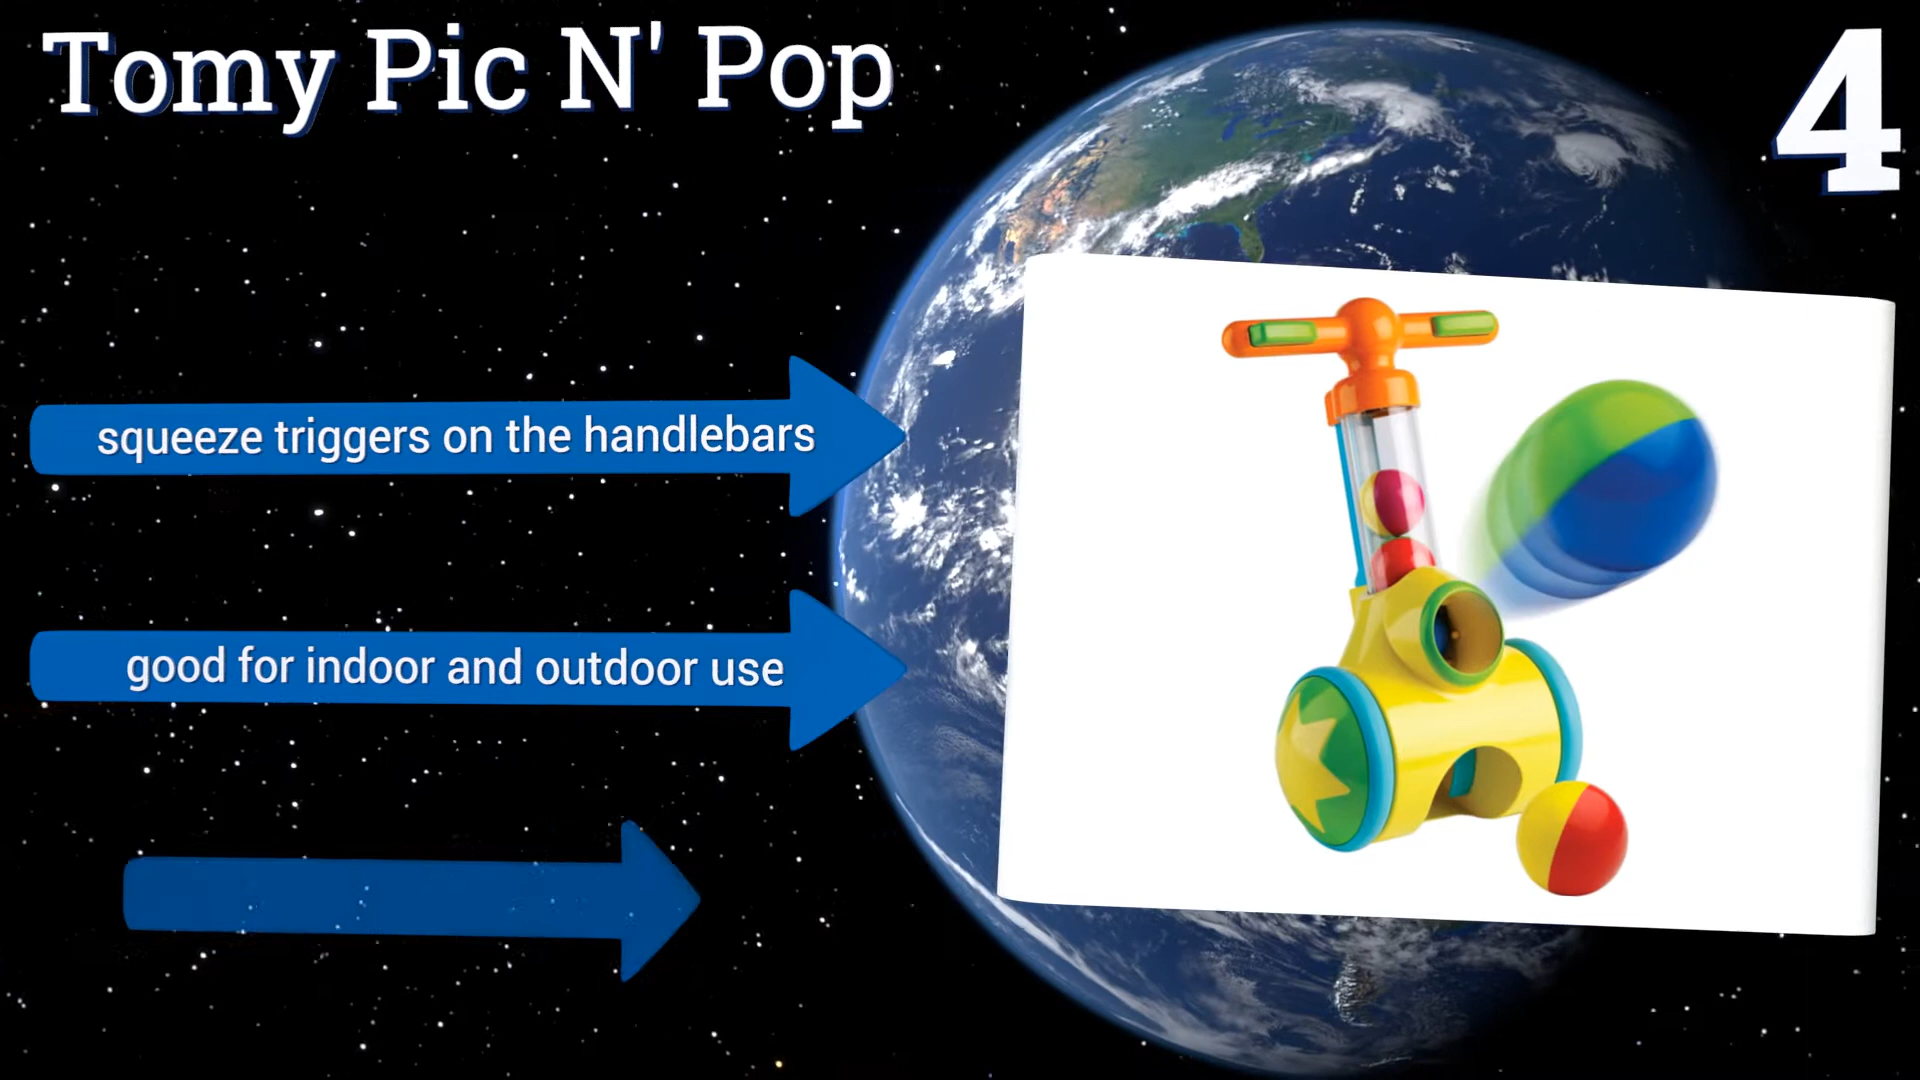 Tomy Pic N' Pop
4
squeeze triggers on the handlebars
good for indoor and outdoor use